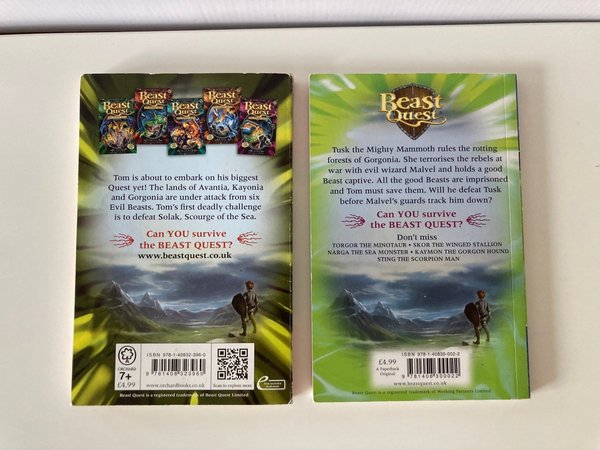 BEAST QUEST
BEAST QUEST
BEAST QUEST
BEAST QUEST
BEAST QUEST
Tom is about to embark on his biggest
Quest yet! The lands of Avantia, Kayonia
and Gorgonia are under attack from six
Evil Beasts. Tom's first deadly challenge
is to defeat Solak, Scourge of the Sea.
Can YOU survive
the BEAST QUEST?
www.beastquest.co.uk
ORCHARD
7+
£4.99
ISBN 978-1-40832-396-0
9 781408 323960
www.orchardbooks.co.uk
Scan to explore more.
Beast Quest is a registered trademark of Beast Quest Limited
BEAST
QUEST
Tusk the Mighty Mammoth rules the rotting
forests of Gorgonia. She terrorises the rebels at
war with evil wizard Malvel and holds a good
Beast captive. All the good Beasts are imprisoned
and Tom must save them. Will he defeat Tusk
before Malvel's guards track him down?
Can YOU survive
the BEAST QUEST?
Don't miss
TORGOR THE MINOTAUR • SKOR THE WINGED STALLION
NARGA THE SEA MONSTER • KAYMON THE GORGON HOUND
STING THE SCORPION MAN
£4.99
A Paperback
Original
ISBN 978-1-40830-002-2
9 781408 300022
www.beastquest.co.uk
Beast Quest is a registered trademark of Working Partners Limited